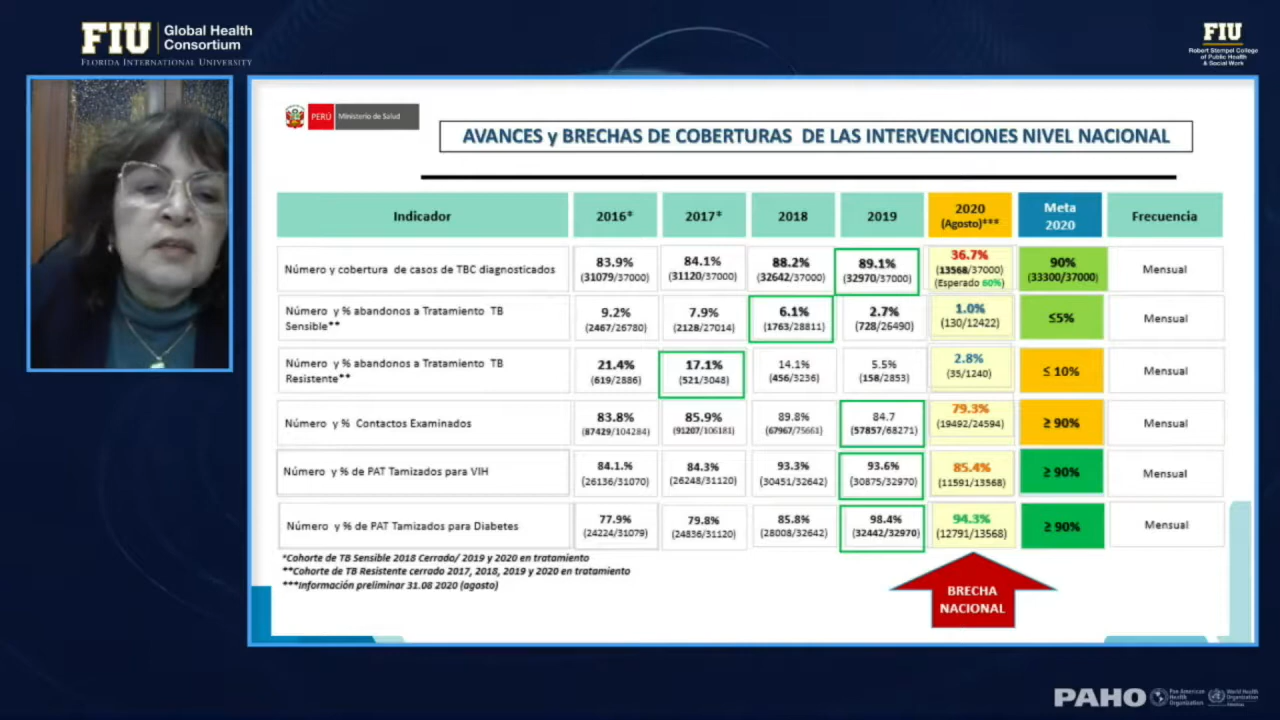 FIU Global Health Consortium
FLORIDA INTERNATIONAL UNIVERSITY
FIU
Robert Stempel College
of Public Health
& Social Work
PERÚ Ministerio de Salud
AVANCES y BRECHAS DE COBERTURAS DE LAS INTERVENCIONES NIVEL NACIONAL
Indicador 2016* 2017* 2018 2019 2020 (Agosto)*** Meta 2020 Frecuencia
Número y cobertura de casos de TBC diagnosticados 83.9% (31079/37000) 84.1% (31120/37000) 88.2% (32642/37000) 89.1% (32970/37000) 36.7% (13568/37000) (Esperado 60%) 90% (33300/37000) Mensual
Número y % abandonos a Tratamiento TB Sensible** 9.2% (2467/26780) 7.9% (2128/27014) 6.1% (1763/28811) 2.7% (728/26490) 1.0% (130/12422) ≤5% Mensual
Número y % abandonos a Tratamiento TB Resistente** 21.4% (619/2886) 17.1% (521/3048) 14.1% (456/3236) 5.5% (158/2853) 2.8% (35/1240) ≤ 10% Mensual
Número y % Contactos Examinados 83.8% (87429/104284) 85.9% (91207/106181) 89.8% (67967/75661) 84.7 (57857/68271) 79.3% (19492/24594) ≥ 90% Mensual
Número y % de PAT Tamizados para VIH 84.1.% (26136/31070) 84.3% (26248/31120) 93.3% (30451/32642) 93.6% (30875/32970) 85.4% (11591/13568) ≥ 90% Mensual
Número y % de PAT Tamizados para Diabetes 77.9% (24224/31079) 79.8% (24836/31120) 85.8% (28008/32642) 98.4% (32442/32970) 94.3% (12791/13568) ≥ 90% Mensual
*Cohorte de TB Sensible 2018 Cerrado/ 2019 y 2020 en tratamiento
**Cohorte de TB Resistente cerrado 2017, 2018, 2019 y 2020 en tratamiento
***Información preliminar 31.08 2020 (agosto)
BRECHA
NACIONAL
PAHO Pan American Health Organization World Health Organization